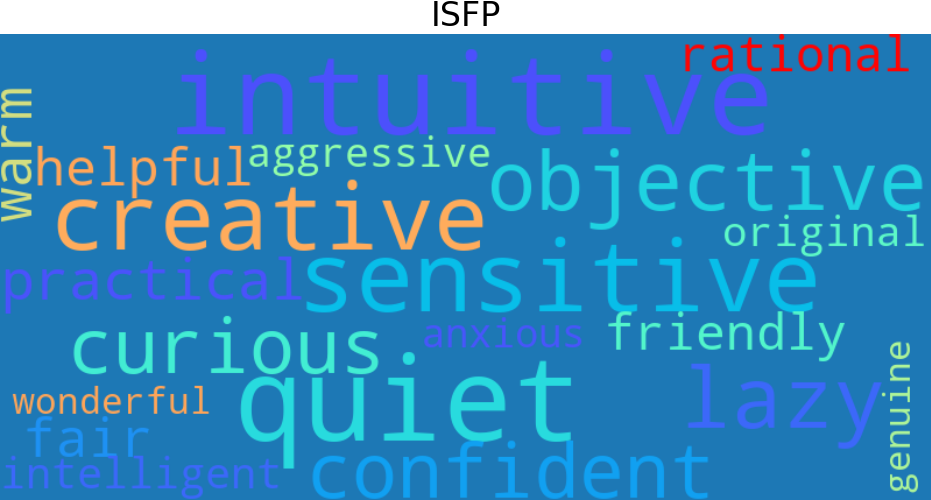 ISFP
rational
intuitive
warm
helpful
aggressive
objective
creative
original
practical
sensitive
curious
anxious
friendly
quiet
lazy
wonderful
genuine
fair
intelligent
confident